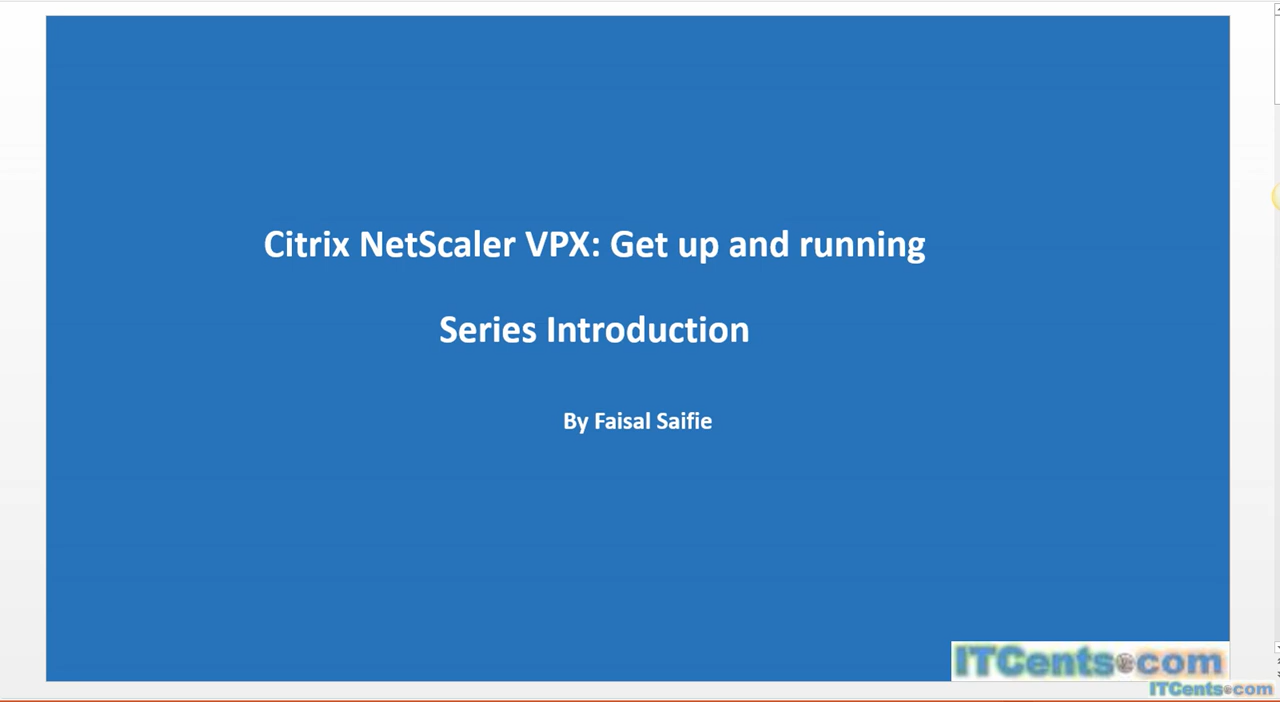 Citrix NetScaler VPX: Get up and running
Series Introduction
By Faisal Saifie
ITCents.com
ITCents.com